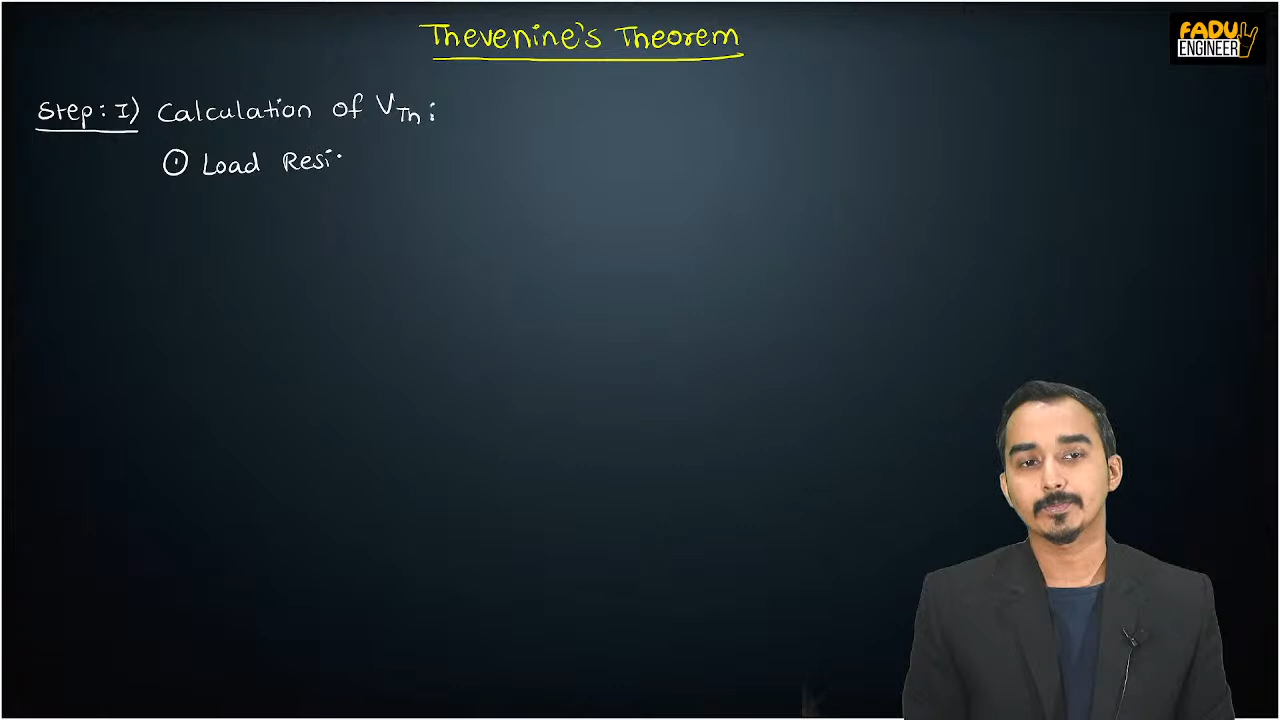 Thevenine's Theorem
FADU
ENGINEER
Step: I) Calculation of VTh:
① Load Resi